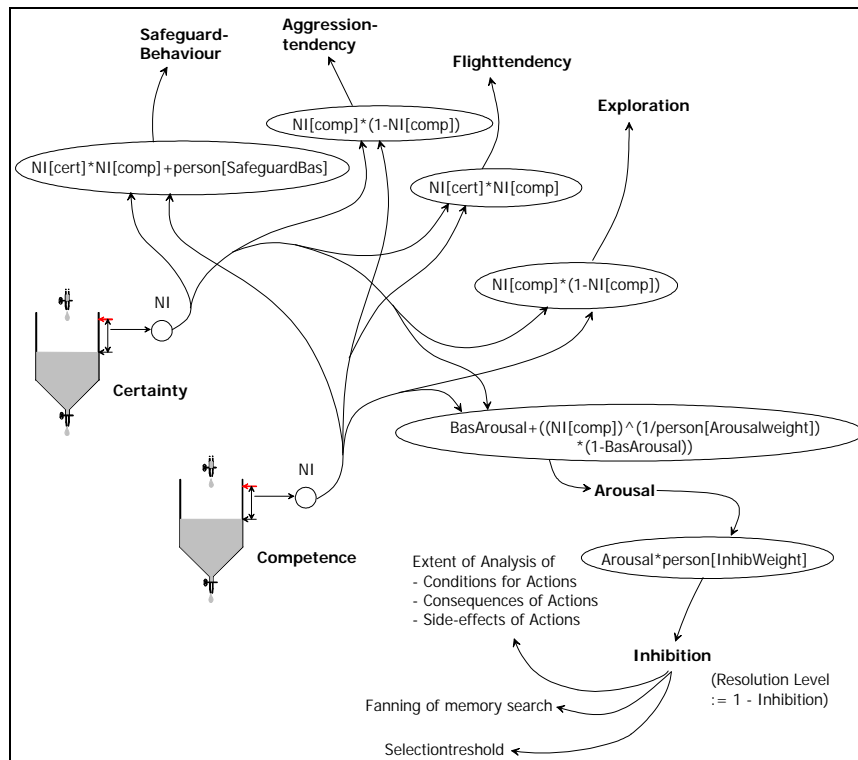 Safeguard-
Behaviour
Aggression-
tendency
Flighttendency
Exploration
NI[cert]*NI[comp]+person[SafeguardBas]
NI[comp]*(1-NI[comp])
NI[cert]*NI[comp]
NI[comp]*(1-NI[comp])
NI
Certainty
BasArousal+((NI[comp])^(1/person[Arousalweight])
*(1-BasArousal))
NI
Competence
Arousal
Arousal*person[InhibWeight]
Extent of Analysis of
- Conditions for Actions
- Consequences of Actions
- Side-effects of Actions
Inhibition
(Resolution Level
:= 1 - Inhibition)
Fanning of memory search
Selectiontreshold